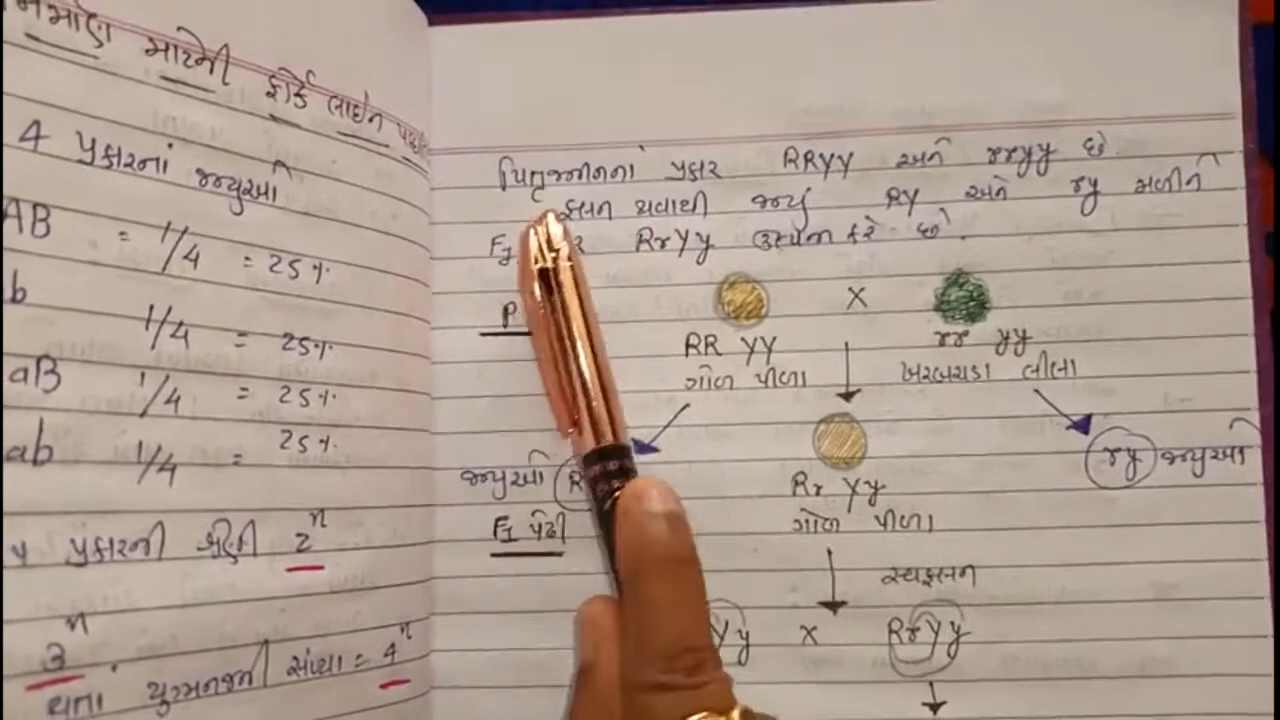 માટેની ફોર્ક લાઇન
4 પ્રકારનાં જન્યુઓ
AB = 1/4 = 25%
b 1/4 = 25%
aB 1/4 = 25%
ab 1/4 = 25%
પ્રકારની શ્રેણી 2ⁿ
3ⁿ
થતાં યુગ્મનજની સંખ્યા = 4ⁿ
પિતૃજનીનનાં પ્રકાર RRYY અને rryy છે.
ફલન થવાથી જન્યુ RY અને ry મળીને
F₁ RrYy ઉત્પન્ન કરે છે.
P X
RR YY rr yy
ગોળ પીળા ખરબચડા લીલા
જન્યુઓ R ry જન્યુઓ
Rr Yy
F₁ પેઢી ગોળ પીળા
સ્વફલન
Yy X RrYy